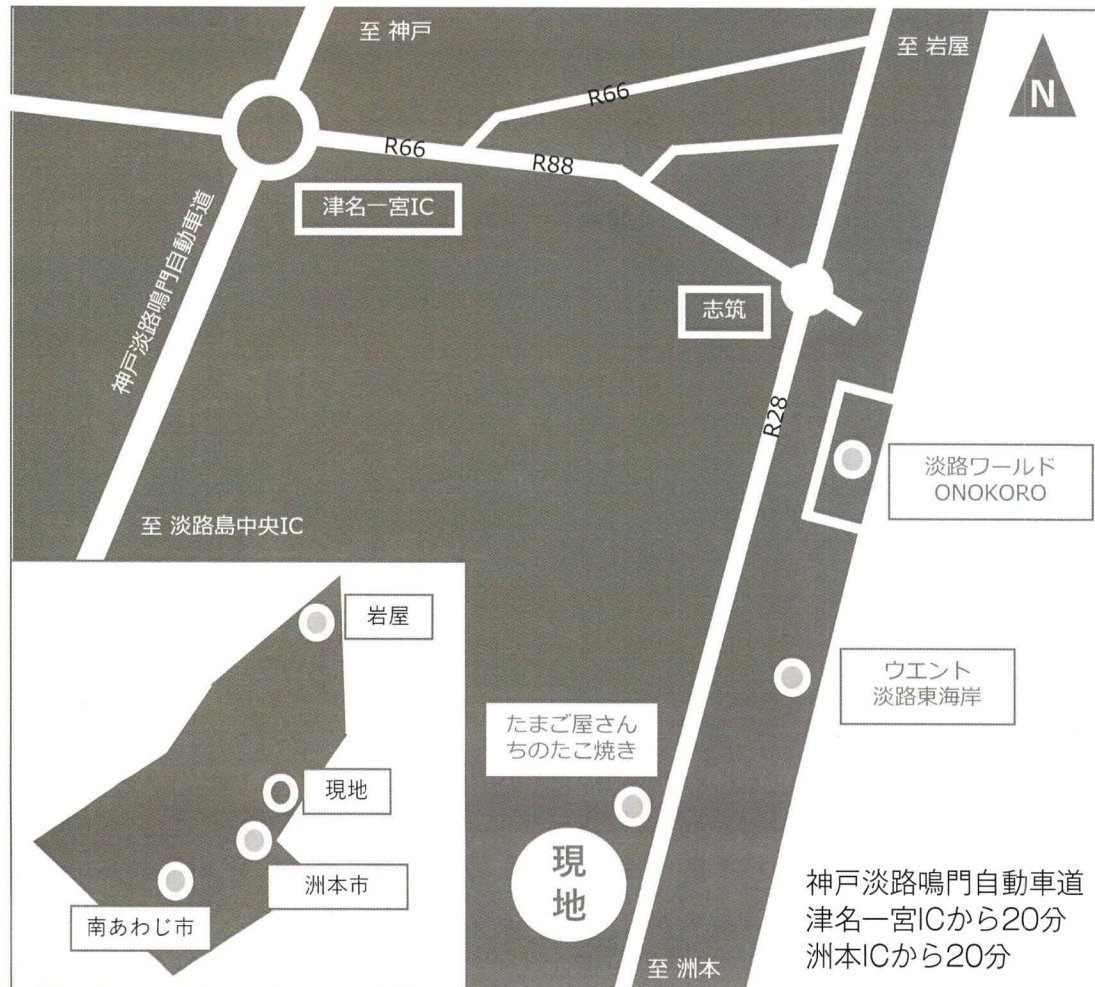 至 神戸
至 岩屋
N
R66
R66
R88
津名一宮IC
神戸淡路鳴門自動車道
志筑
R28
淡路ワールド
ONOKORO
至 淡路島中央IC
岩屋
ウエント
淡路東海岸
たまご屋さん
ちのたこ焼き
現地
洲本市
南あわじ市
現
地
至 洲本
神戸淡路鳴門自動車道
津名一宮ICから20分
洲本ICから20分